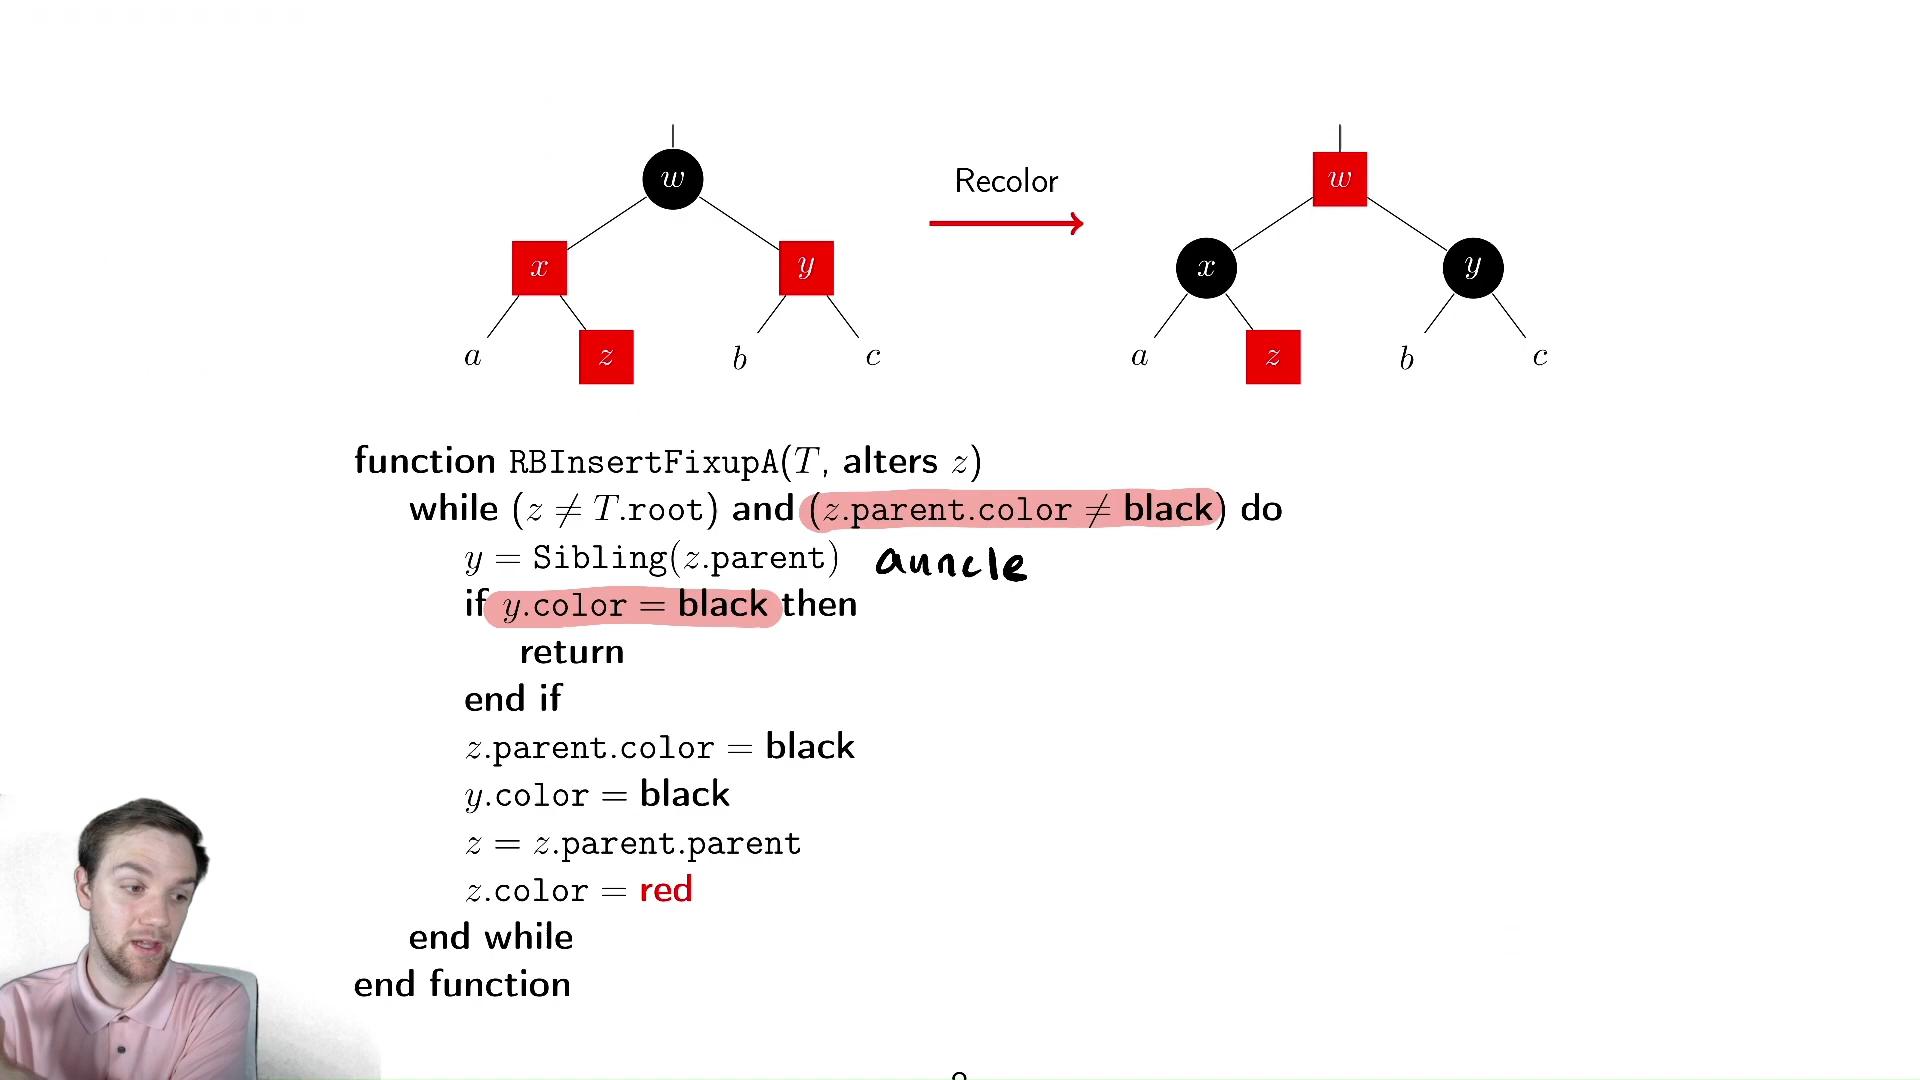 w Recolor w
x y x y
a z b c a z b c
function RBInsertFixupA(T, alters z)
while (z ≠ T.root) and (z.parent.color ≠ black) do
y = Sibling(z.parent) auncle
if y.color = black then
return
end if
z.parent.color = black
y.color = black
z = z.parent.parent
z.color = red
end while
end function